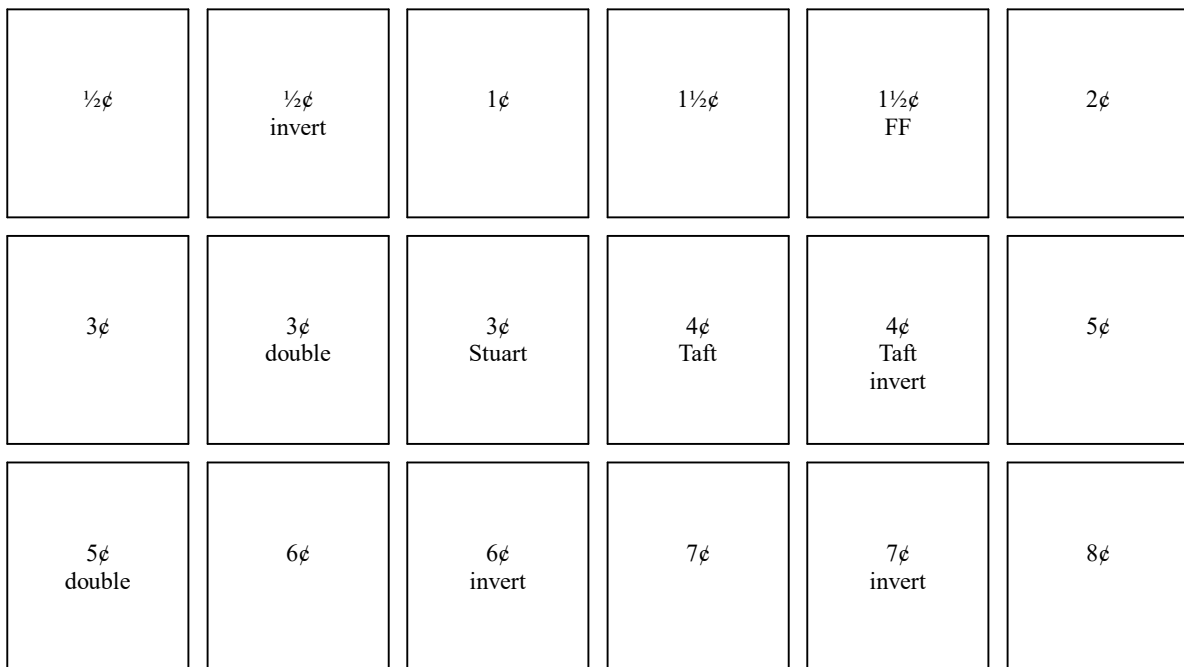 ½¢
½¢
invert
1¢
1½¢
1½¢
FF
2¢
3¢
3¢
double
3¢
Stuart
4¢
Taft
4¢
Taft
invert
5¢
5¢
double
6¢
6¢
invert
7¢
7¢
invert
8¢